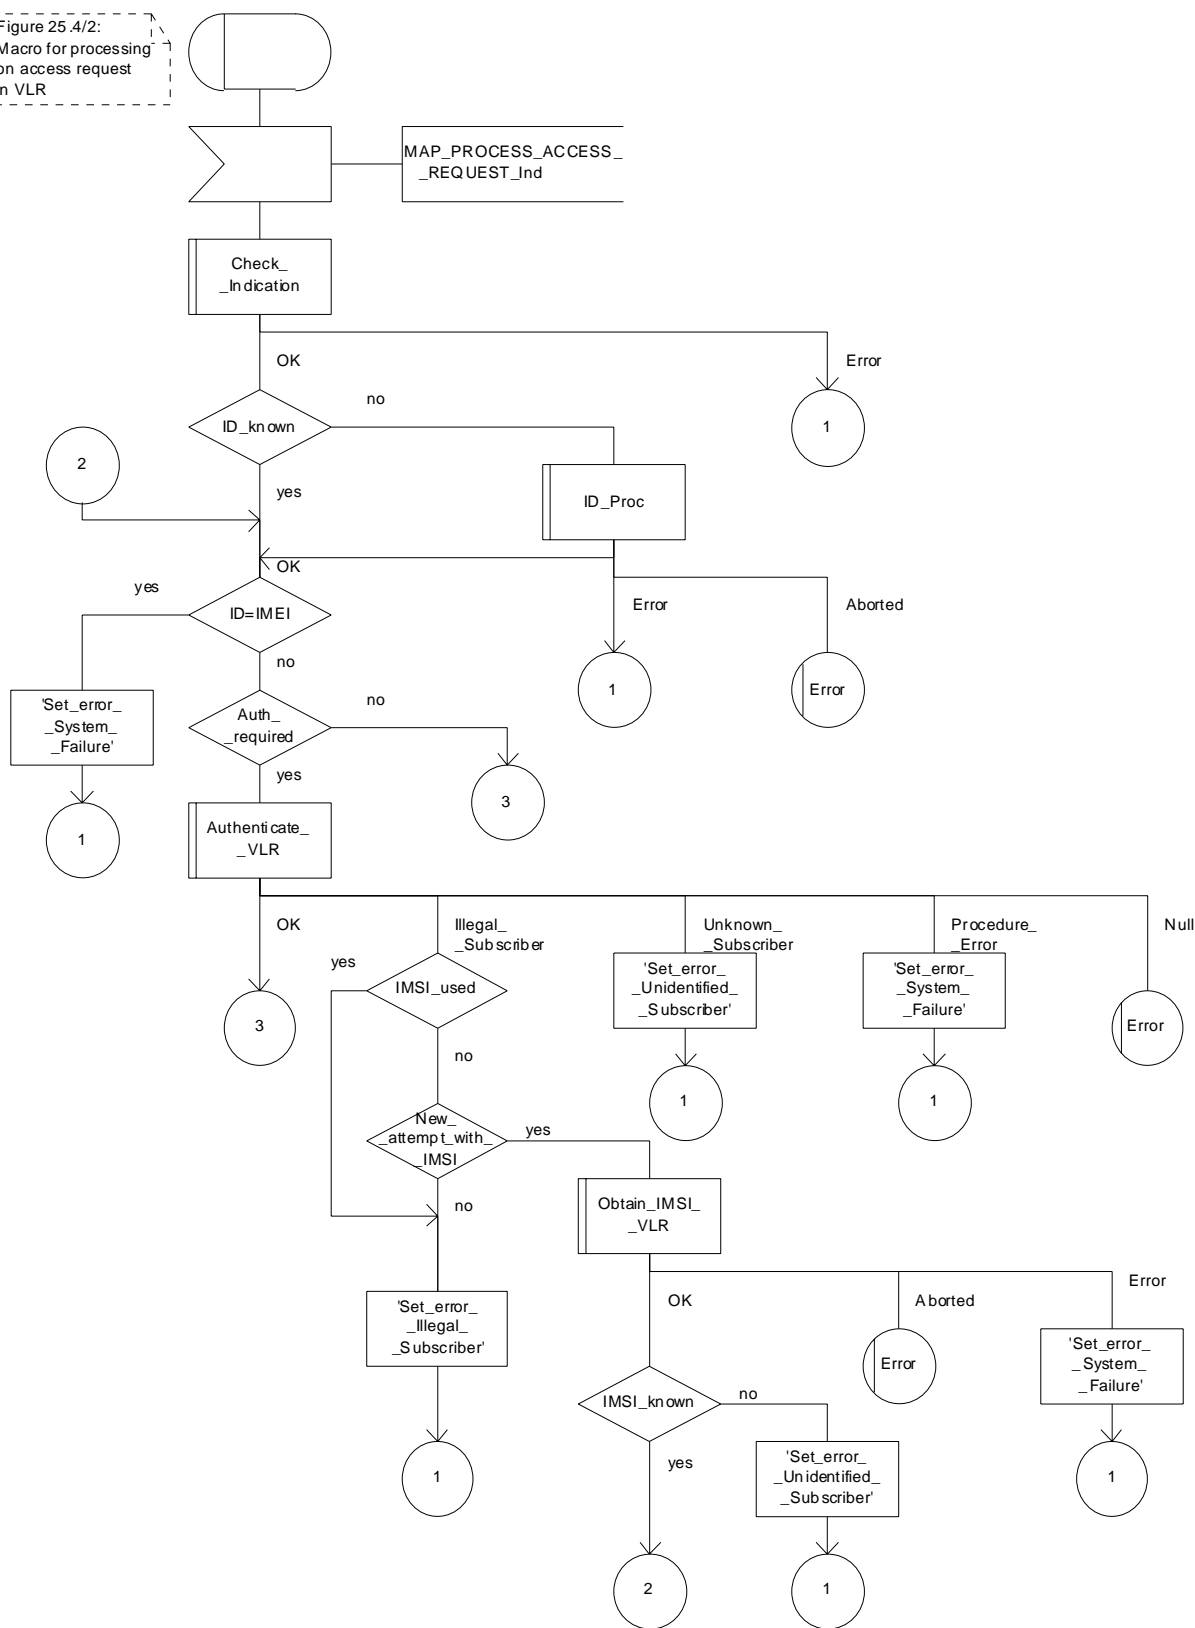 Figure 25.4/2:
Macro for processing
on access request
in VLR
MAP_PROCESS_ACCESS_
_REQUEST_Ind
Check_
_Indication
OK
Error
1
ID_known
no
2
yes
ID_Proc
OK
yes
ID=IMEI
Error
Aborted
no
1
Error
'Set_error_
_System_
_Failure'
Auth_
_required
no
yes
3
1
Authenticate_
_VLR
OK
Illegal_
_Subscriber
Unknown_
_Subscriber
Procedure_
_Error
Null
yes
IMSI_used
'Set_error_
_Unidentified_
_Subscriber'
'Set_error_
_System_
_Failure'
3
Error
no
1
1
New_
_attempt_with_
_IMSI
yes
no
Obtain_IMSI_
_VLR
OK
Aborted
Error
'Set_error_
_Illegal_
_Subscriber'
Error
'Set_error_
_System_
_Failure'
IMSI_known
no
yes
1
'Set_error_
_Unidentified_
_Subscriber'
1
2
1